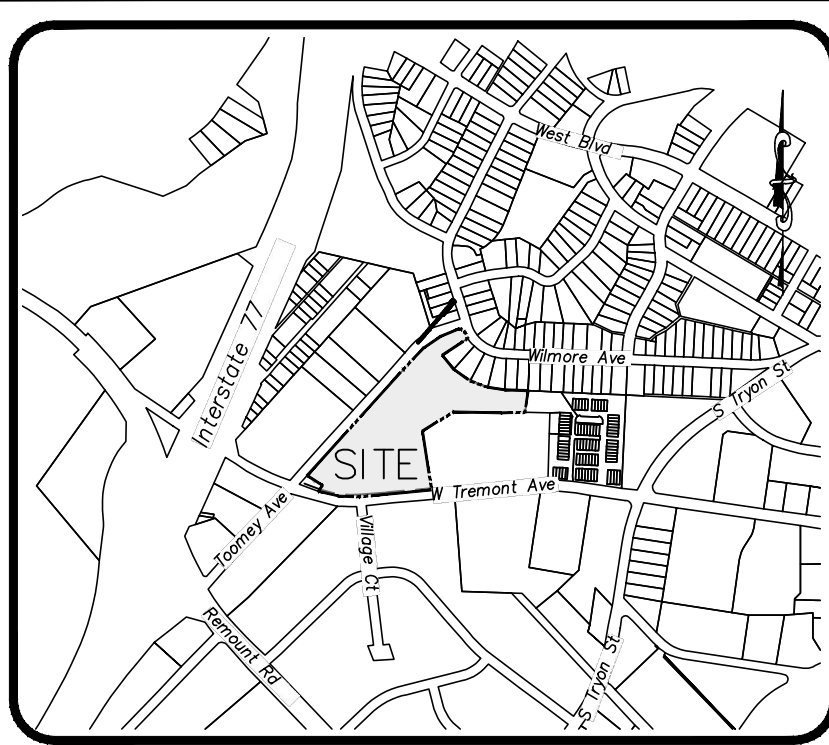 West Blvd
Interstate 77
Wilmore Ave
S Tryon St
SITE
W Tremont Ave
Toomey Ave
Village Ct
Remount Rd
S Tryon St